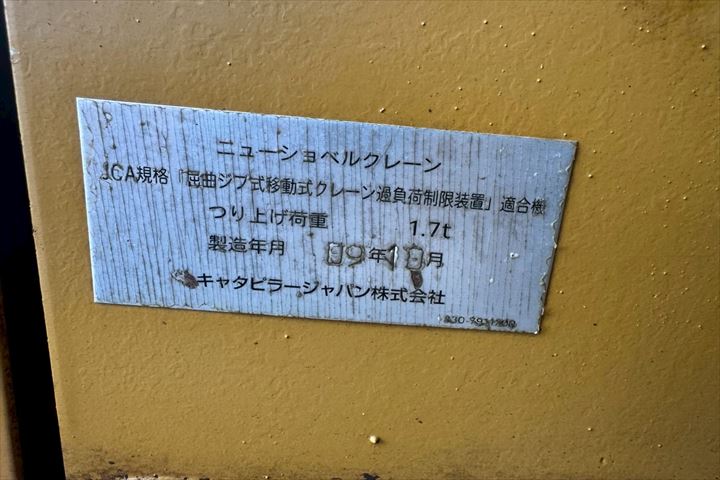 ニューショベルクレーン
JCA規格「屈曲ジブ式移動式クレーン過負荷制限装置」適合機
つり上げ荷重 1.7t
製造年月 09年 月
キャタピラージャパン株式会社